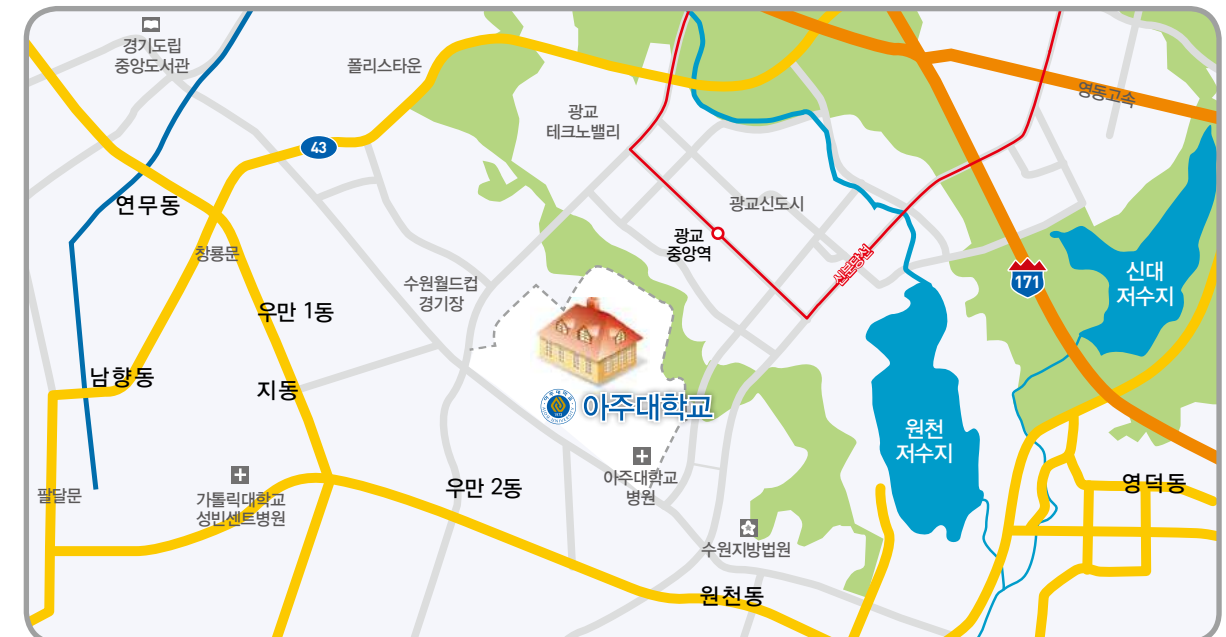 경기도립
중앙도서관
폴리스타운
영동고속
광교
테크노밸리
43
연무동
광교신도시
광교
중앙역
창룡문
신분당선
신대
저수지
171
수원월드컵
경기장
우만 1동
남향동
지동
아주대학교
원천
저수지
아주대학교
병원
우만 2동
영덕동
팔달문
가톨릭대학교
성빈센트병원
수원지방법원
원천동